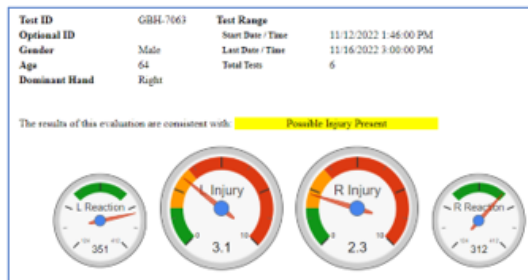 Test ID GBH-7063 Test Range
Optional ID Start Date / Time 11/12/2022 1:46:00 PM
Gender Male Last Date / Time 11/16/2022 3:00:00 PM
Age 64 Total Tests 6
Dominant Hand Right
The results of this evaluation are consistent with: Possible Injury Present
L Reaction L Injury R Injury R Reaction
0 10 0 10
351 3.1 2.3 312